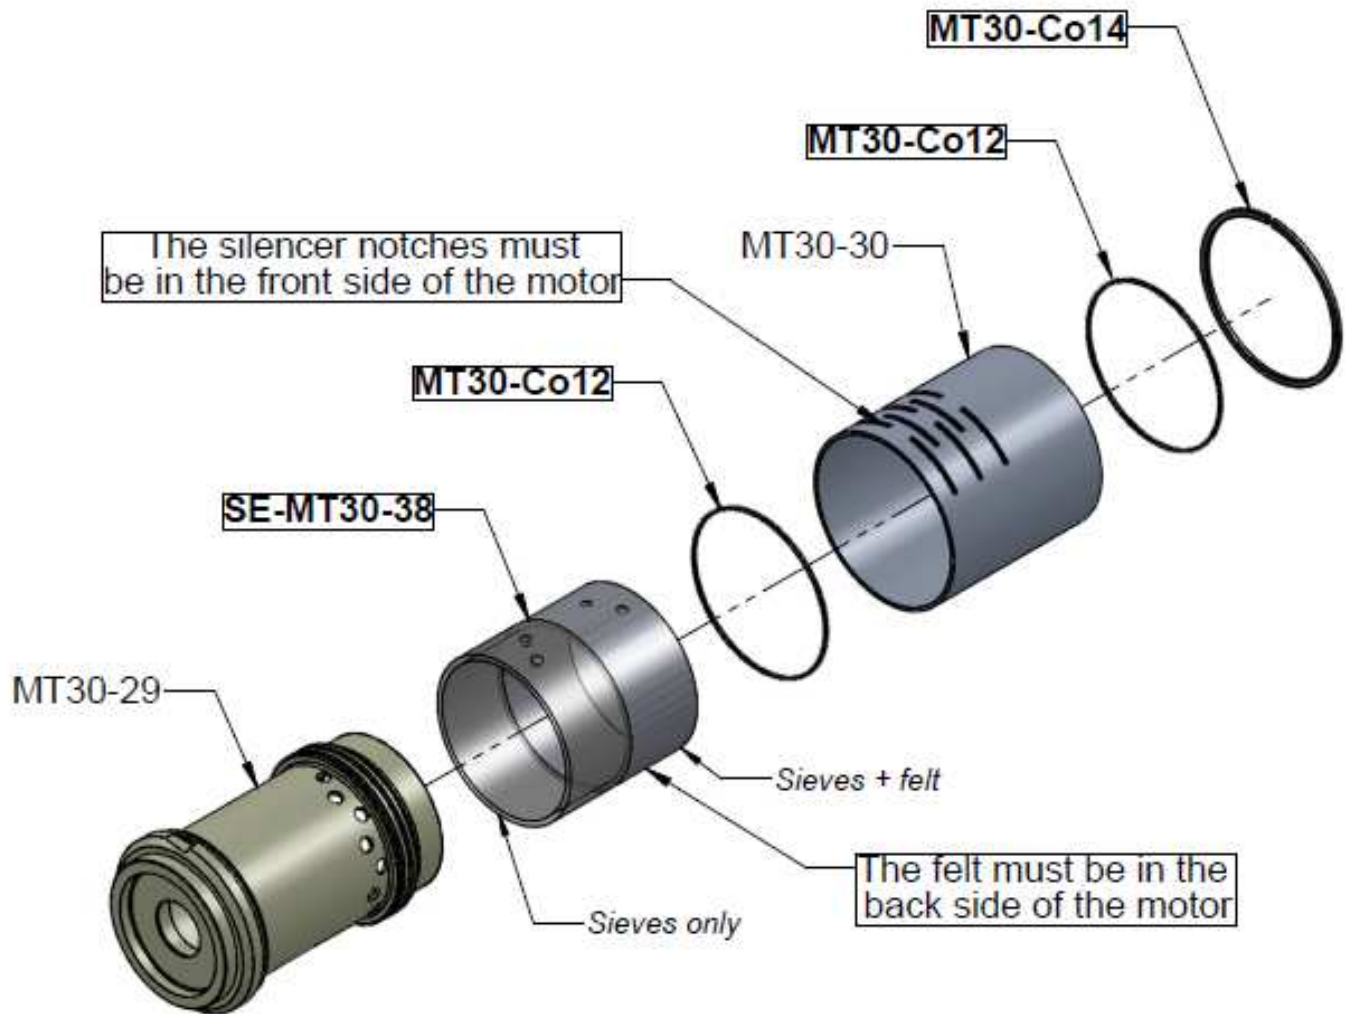 MT30-Co14
MT30-Co12
The silencer notches must
be in the front side of the motor
MT30-30
MT30-Co12
SE-MT30-38
MT30-29
Sieves + felt
The felt must be in the
back side of the motor
Sieves only